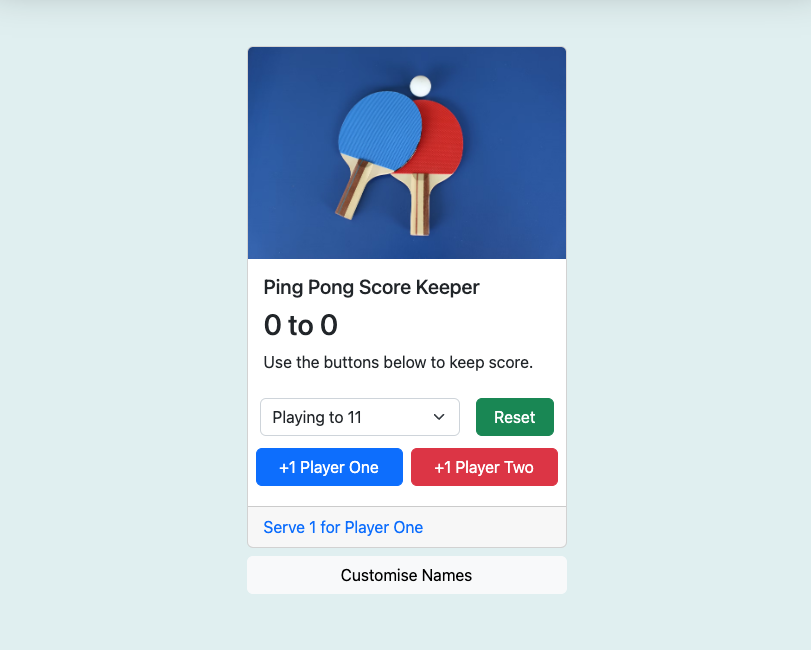 Ping Pong Score Keeper
0 to 0
Use the buttons below to keep score.
Playing to 11
Reset
+1 Player One
+1 Player Two
Serve 1 for Player One
Customise Names